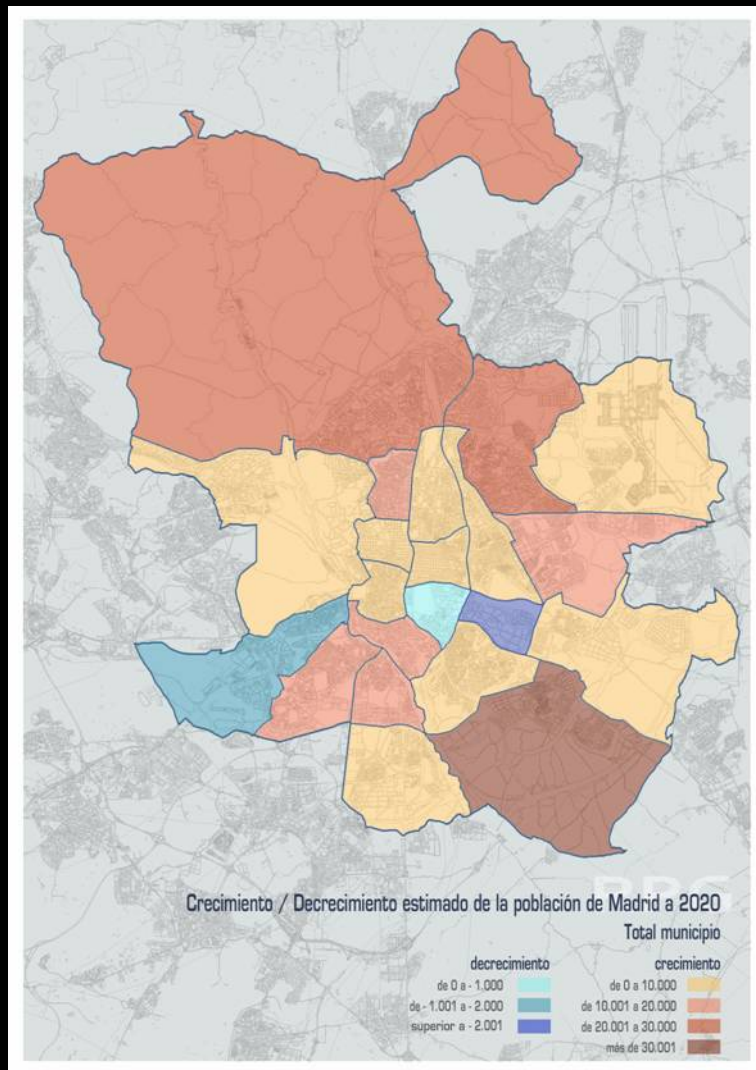 BPG
Crecimiento / Decrecimiento estimado de la población de Madrid a 2020
Total municipio
decrecimiento
de 0 a - 1.000
de - 1.001 a - 2.000
superior a - 2.001
crecimiento
de 0 a 10.000
de 10.001 a 20.000
de 20.001 a 30.000
más de 30.001